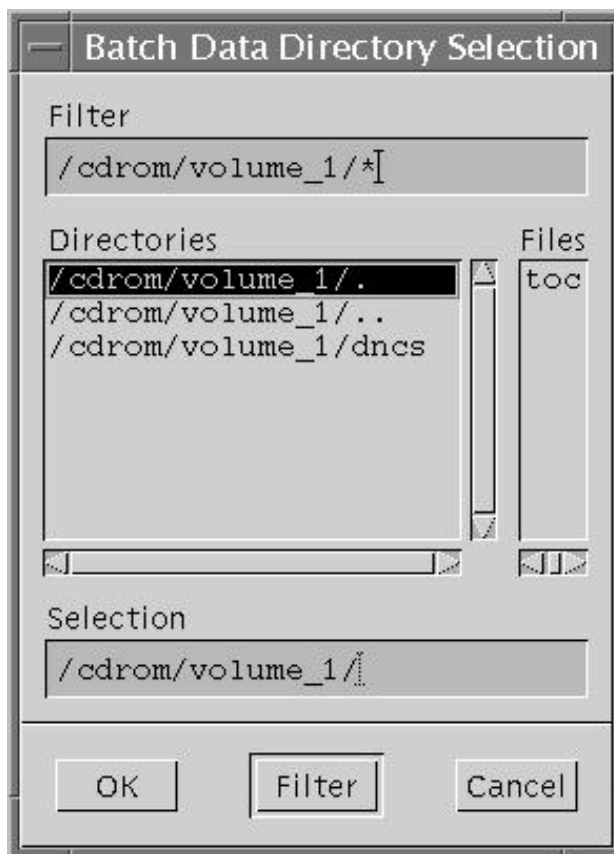 Batch Data Directory Selection
Filter
/cdrom/volume_1/*
Directories
Files
/cdrom/volume_1/.
/cdrom/volume_1/..
/cdrom/volume_1/dncs
toc
Selection
/cdrom/volume_1/
OK
Filter
Cancel